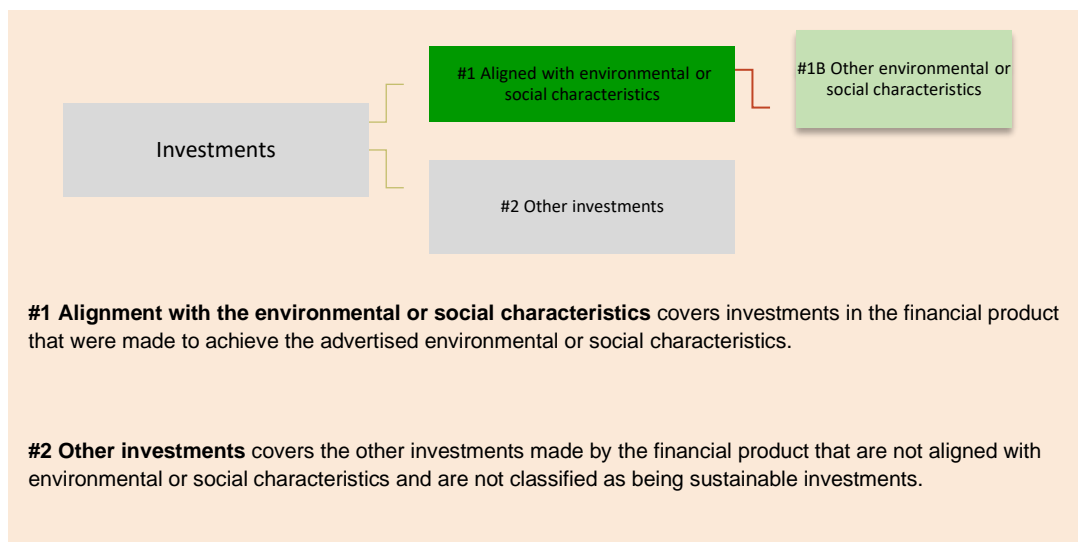 #1 Aligned with environmental or
social characteristics
#1B Other environmental or
social characteristics
Investments
#2 Other investments
#1 Alignment with the environmental or social characteristics covers investments in the financial product
that were made to achieve the advertised environmental or social characteristics.
#2 Other investments covers the other investments made by the financial product that are not aligned with
environmental or social characteristics and are not classified as being sustainable investments.